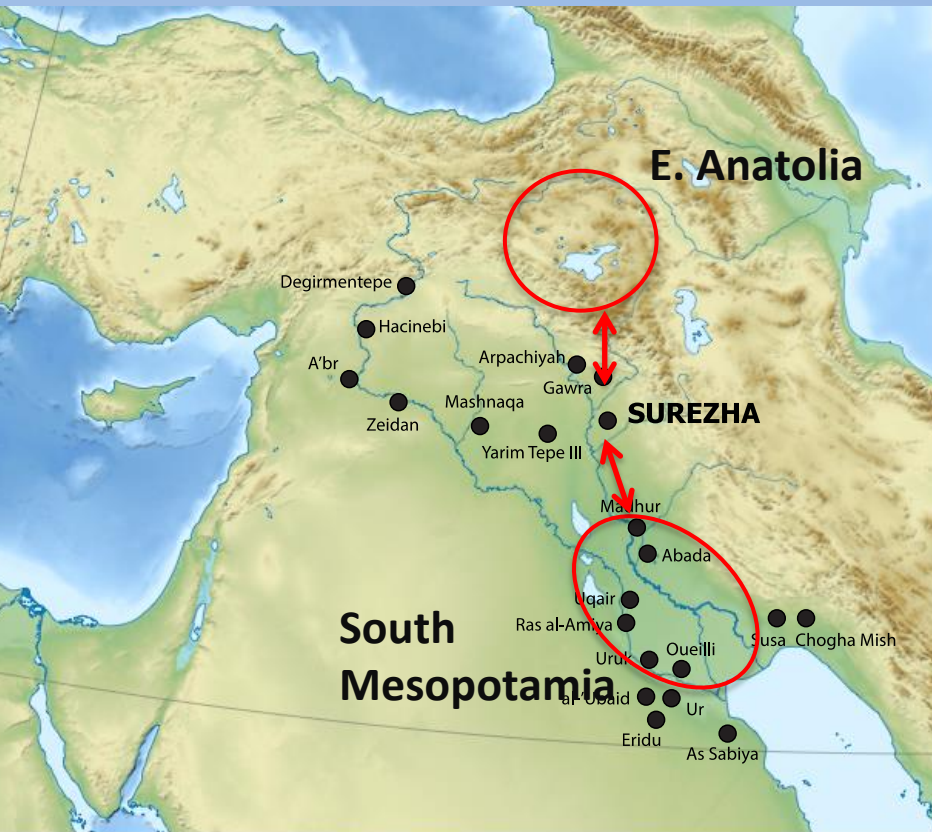 E. Anatolia
Degirmentepe
Hacinebi
A'br
Arpachiyah
Gawra
Zeidan
Mashnaqa
SUREZHA
Yarim Tepe III
Madhur
Abada
Uqair
Ras al-Amiya
South
Mesopotamia
Uruk
Oueilli
Susa
Chogha Mish
al-'Ubaid
Ur
Eridu
As Sabiya